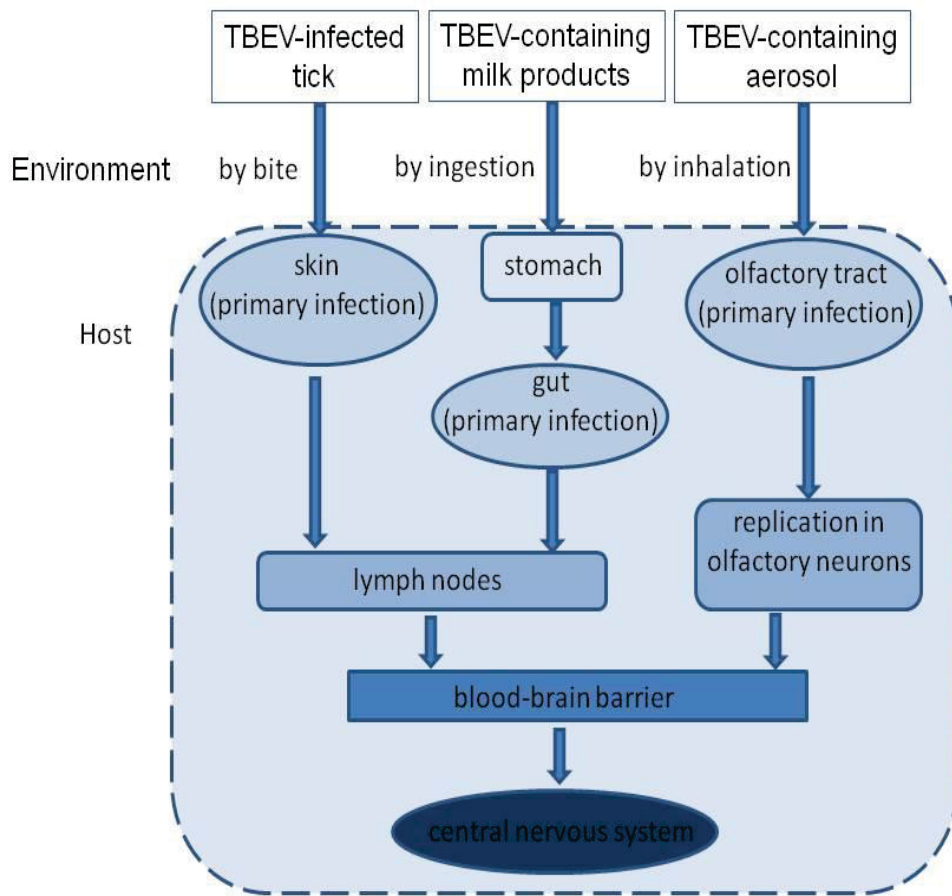 TBEV-infected
tick
TBEV-containing
milk products
TBEV-containing
aerosol
Environment
by bite
by ingestion
by inhalation
Host
skin
(primary infection)
stomach
olfactory tract
(primary infection)
gut
(primary infection)
replication in
olfactory neurons
lymph nodes
blood-brain barrier
central nervous system